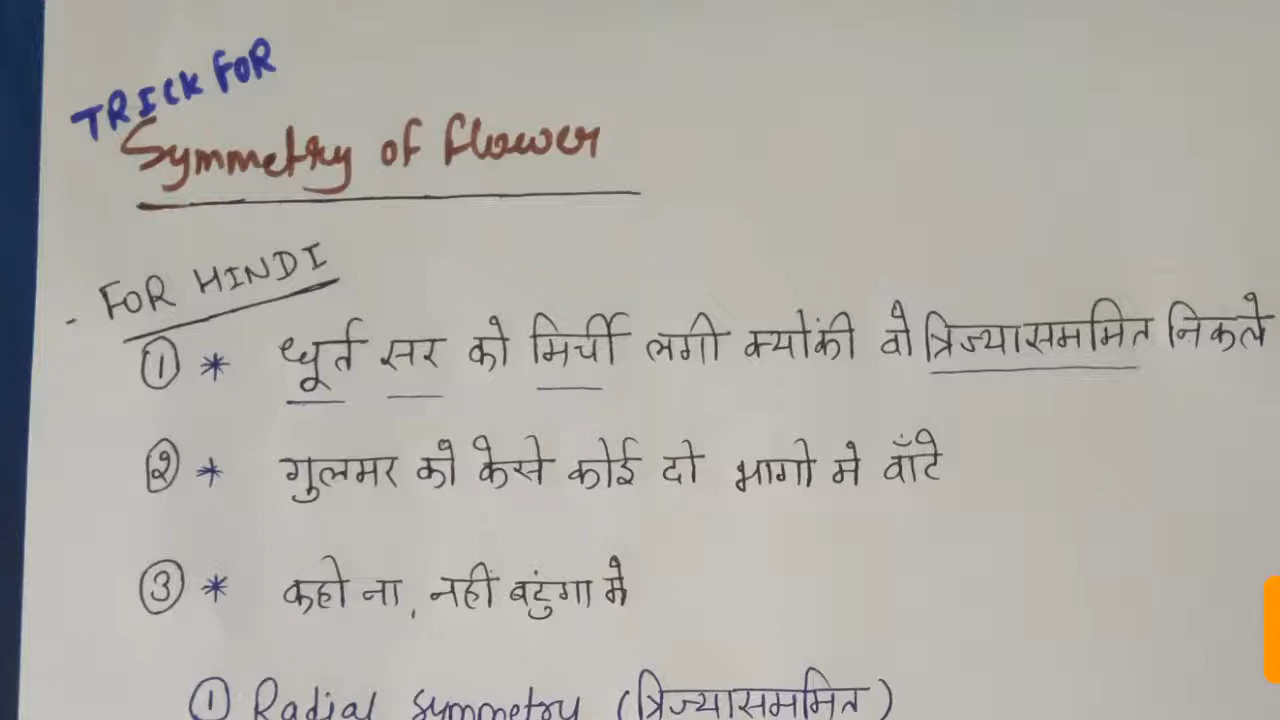 TRICK FOR
Symmetry of flower
- FOR HINDI
① * धूर्त सर को मिर्ची लगी क्योंकी वो त्रिज्यासममित निकले
② * गुलमर को केसे कोई दो भागो मे बाँटे
③ * कहो ना, नहीं बटुंगा मे
① Radial symmetry (त्रिज्यासममित)